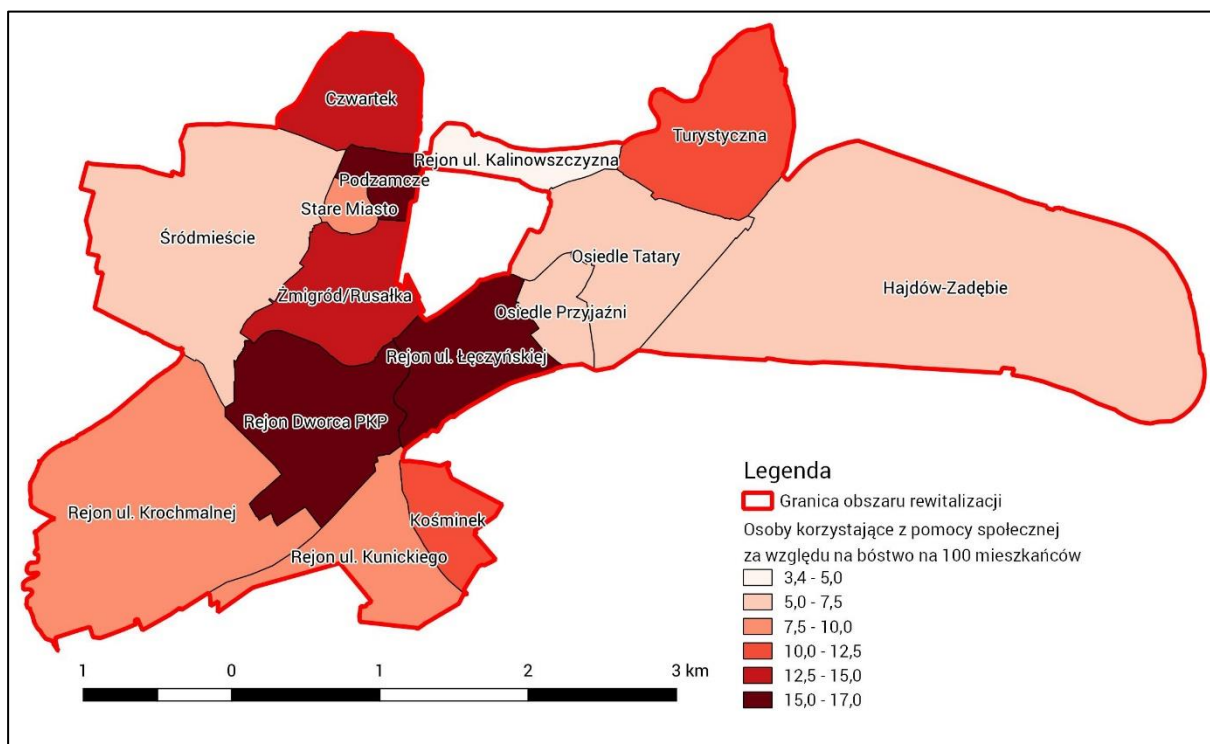 Czwartek
Turystyczna
Rejon ul. Kalinowszczyzna
Podzamcze
Stare Miasto
Śródmieście
Osiedle Tatary
Hajdów-Zadębie
Żmigród/Rusałka
Osiedle Przyjaźni
Rejon ul. Łęczyńskiej
Rejon Dworca PKP
Rejon ul. Krochmalnej
Kośminek
Rejon ul. Kunickiego
Legenda
Granica obszaru rewitalizacji
Osoby korzystające z pomocy społecznej
za względu na bóstwo na 100 mieszkańców
3,4 - 5,0
5,0 - 7,5
7,5 - 10,0
10,0 - 12,5
12,5 - 15,0
15,0 - 17,0
1 0 1 2 3 km